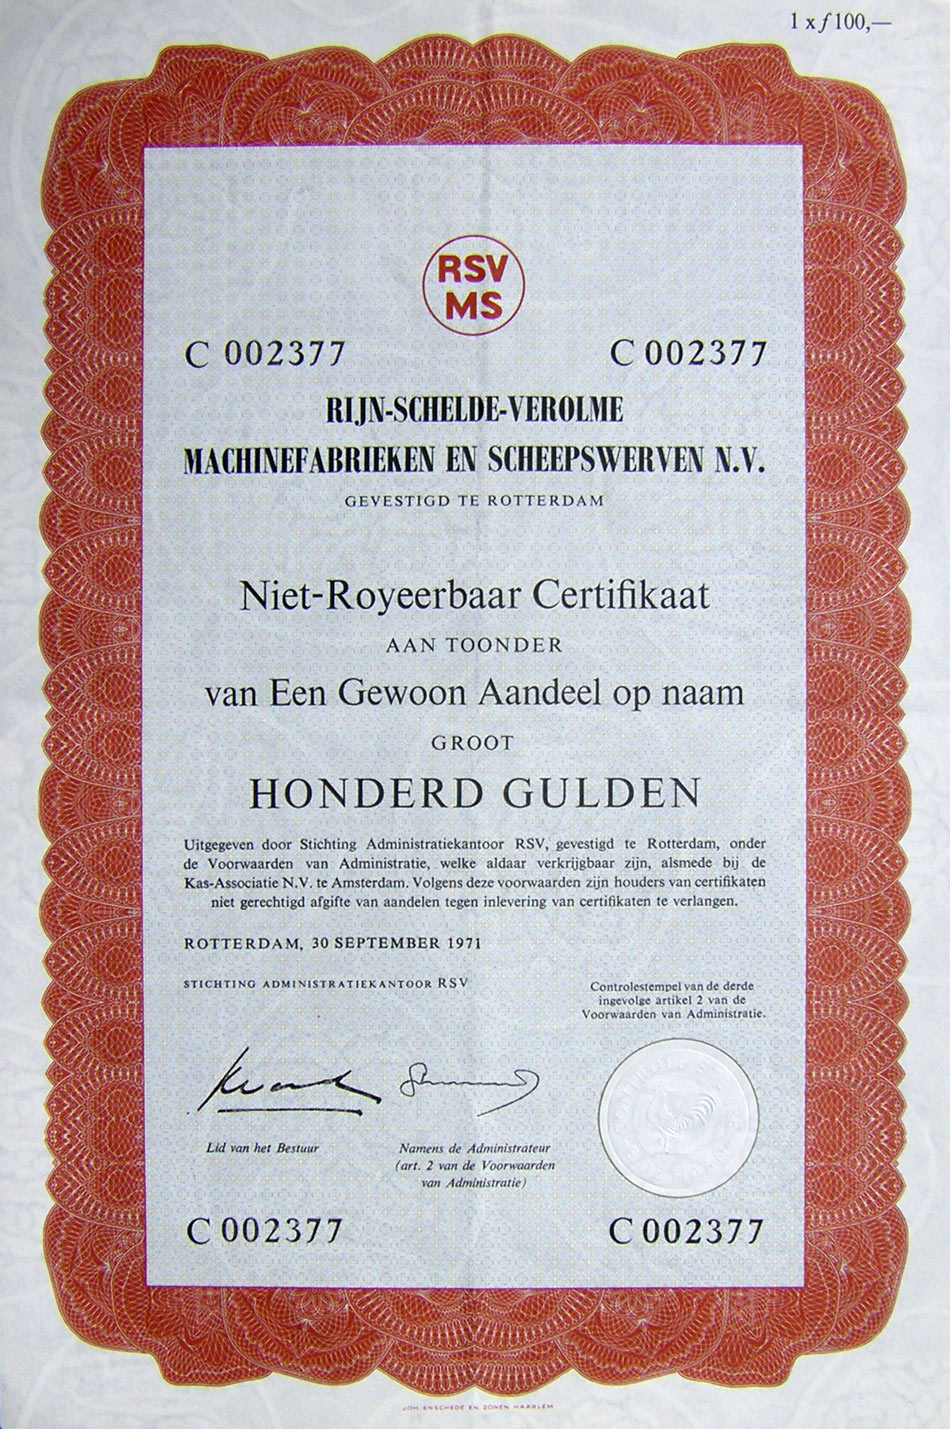 1 x f 100,—
RSV
MS
C 002377 C 002377
RIJN-SCHELDE-VEROLME
MACHINEFABRIEKEN EN SCHEEPSWERVEN N.V.
GEVESTIGD TE ROTTERDAM
Niet-Royeerbaar Certifikaat
AAN TOONDER
van Een Gewoon Aandeel op naam
GROOT
HONDERD GULDEN
Uitgegeven door Stichting Administratiekantoor RSV, gevestigd te Rotterdam, onder
de Voorwaarden van Administratie, welke aldaar verkrijgbaar zijn, alsmede bij de
Kas-Associatie N.V. te Amsterdam. Volgens deze voorwaarden zijn houders van certifikaten
niet gerechtigd afgifte van aandelen tegen inlevering van certifikaten te verlangen.
ROTTERDAM, 30 SEPTEMBER 1971
STICHTING ADMINISTRATIEKANTOOR RSV
Controlestempel van de derde
ingevolge artikel 2 van de
Voorwaarden van Administratie.
Lid van het Bestuur
Namens de Administrateur
(art. 2 van de Voorwaarden
van Administratie)
C 002377 C 002377
JOH. ENSCHEDÉ EN ZONEN HAARLEM